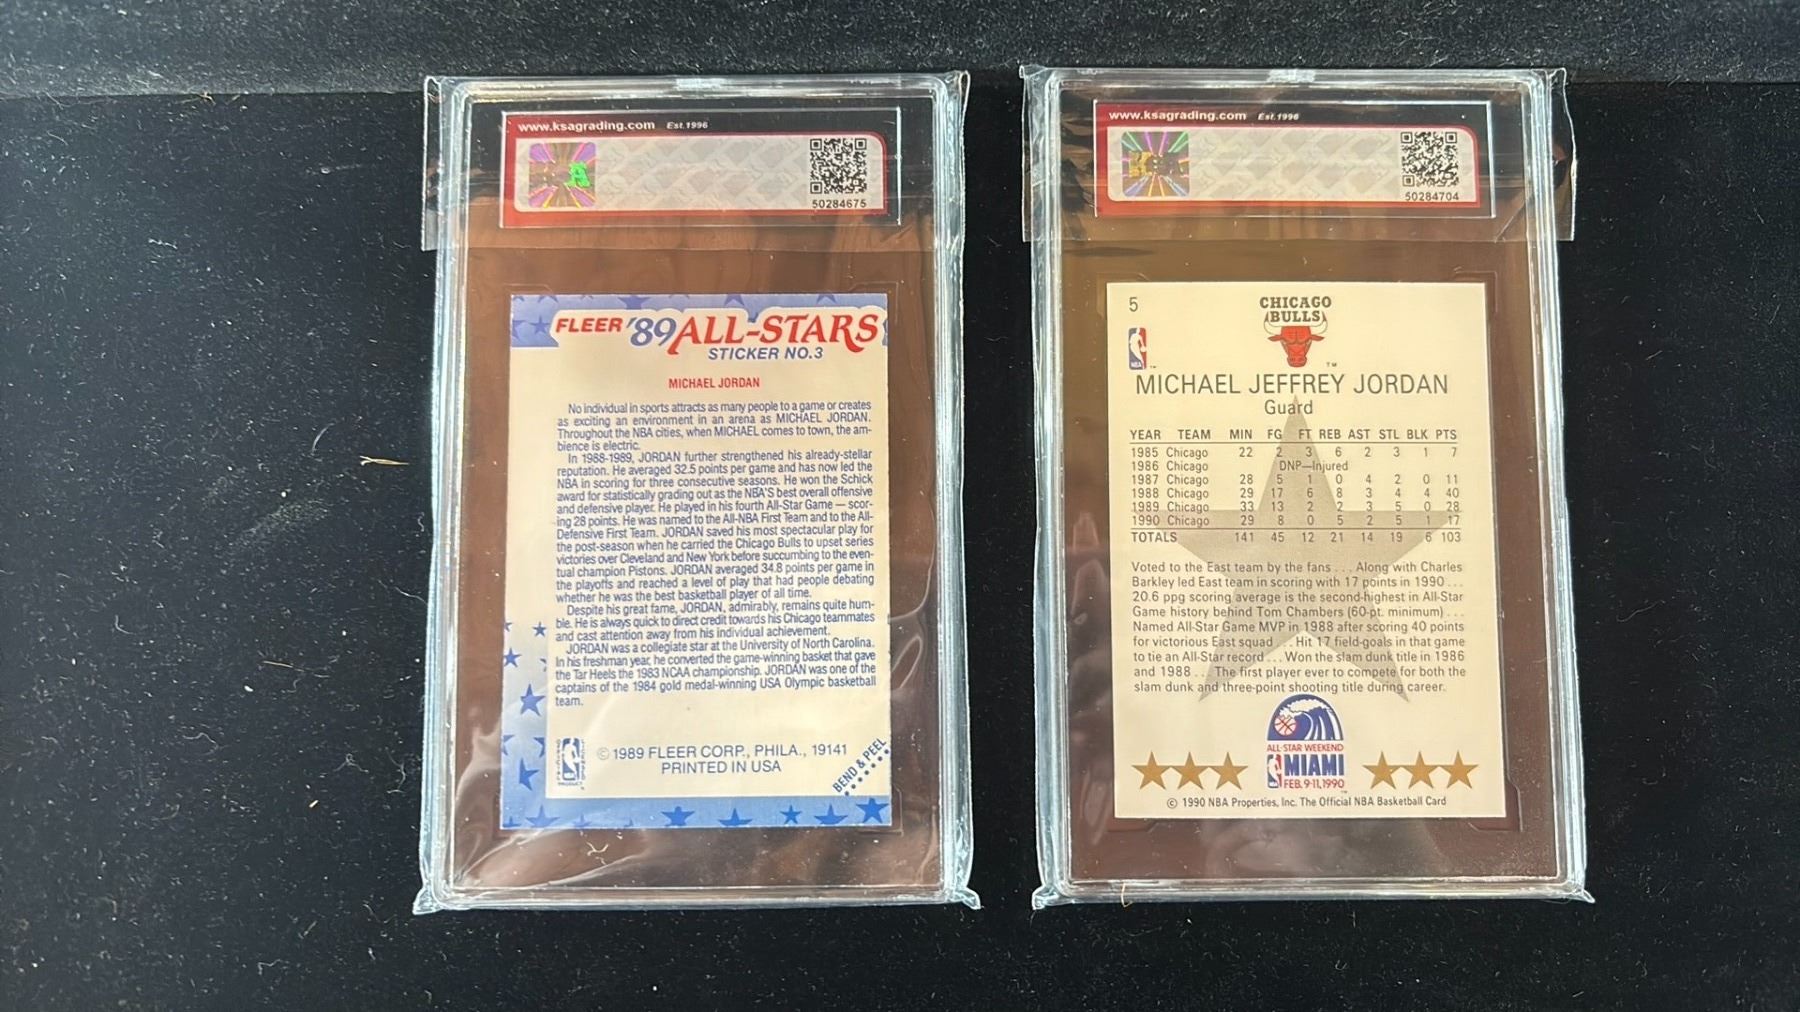 www.ksagrading.com Est.1996
50284675
FLEER '89 ALL-STARS
STICKER NO.3
MICHAEL JORDAN
No individual in sports attracts as many people to a game or creates
as exciting an environment in an arena as MICHAEL JORDAN.
Throughout the NBA cities, when MICHAEL comes to town, the am-
bience is electric.
In 1988-1989, JORDAN further strengthened his already-stellar
reputation. He averaged 32.5 points per game and has now led the
NBA in scoring for three consecutive seasons. He won the Schick
award for statistically grading out as the NBA'S best overall offensive
and defensive player. He played in his fourth All-Star Game — scor-
ing 28 points. He was named to the All-NBA First Team and to the All-
Defensive First Team. JORDAN saved his most spectacular play for
the post-season when he carried the Chicago Bulls to upset series
victories over Cleveland and New York before succumbing to the even-
tual champion Pistons. JORDAN averaged 34.8 points per game in
the playoffs and reached a level of play that had people debating
whether he was the best basketball player of all time.
Despite his great fame, JORDAN, admirably, remains quite hum-
ble. He is always quick to direct credit towards his Chicago teammates
and cast attention away from his individual achievement.
JORDAN was a collegiate star at the University of North Carolina.
In his freshman year, he converted the game-winning basket that gave
the Tar Heels the 1983 NCAA championship. JORDAN was one of the
captains of the 1984 gold medal-winning USA Olympic basketball
team.
© 1989 FLEER CORP., PHILA., 19141
PRINTED IN USA
BEND & PEEL
www.ksagrading.com Est.1996
50284704
5
CHICAGO
BULLS
NBA
TM
MICHAEL JEFFREY JORDAN
Guard
YEAR TEAM MIN FG FT REB AST STL BLK PTS
1985 Chicago 22 2 3 6 2 3 1 7
1986 Chicago DNP—Injured
1987 Chicago 28 5 1 0 4 2 0 11
1988 Chicago 29 17 6 8 3 4 4 40
1989 Chicago 33 13 2 2 3 5 0 28
1990 Chicago 29 8 0 5 2 5 17
TOTALS 141 45 12 21 14 19 6 103
Voted to the East team by the fans . . . Along with Charles
Barkley led East team in scoring with 17 points in 1990 . . .
20.6 ppg scoring average is the second-highest in All-Star
Game history behind Tom Chambers (60-pt. minimum) . . .
Named All-Star Game MVP in 1988 after scoring 40 points
for victorious East squad . . . Hit 17 field-goals in that game
to tie an All-Star record . . . Won the slam dunk title in 1986
and 1988 . . . The first player ever to compete for both the
slam dunk and three-point shooting title during career.
ALL-STAR WEEKEND
MIAMI
FEB. 9-11, 1990
© 1990 NBA Properties, Inc. The Official NBA Basketball Card